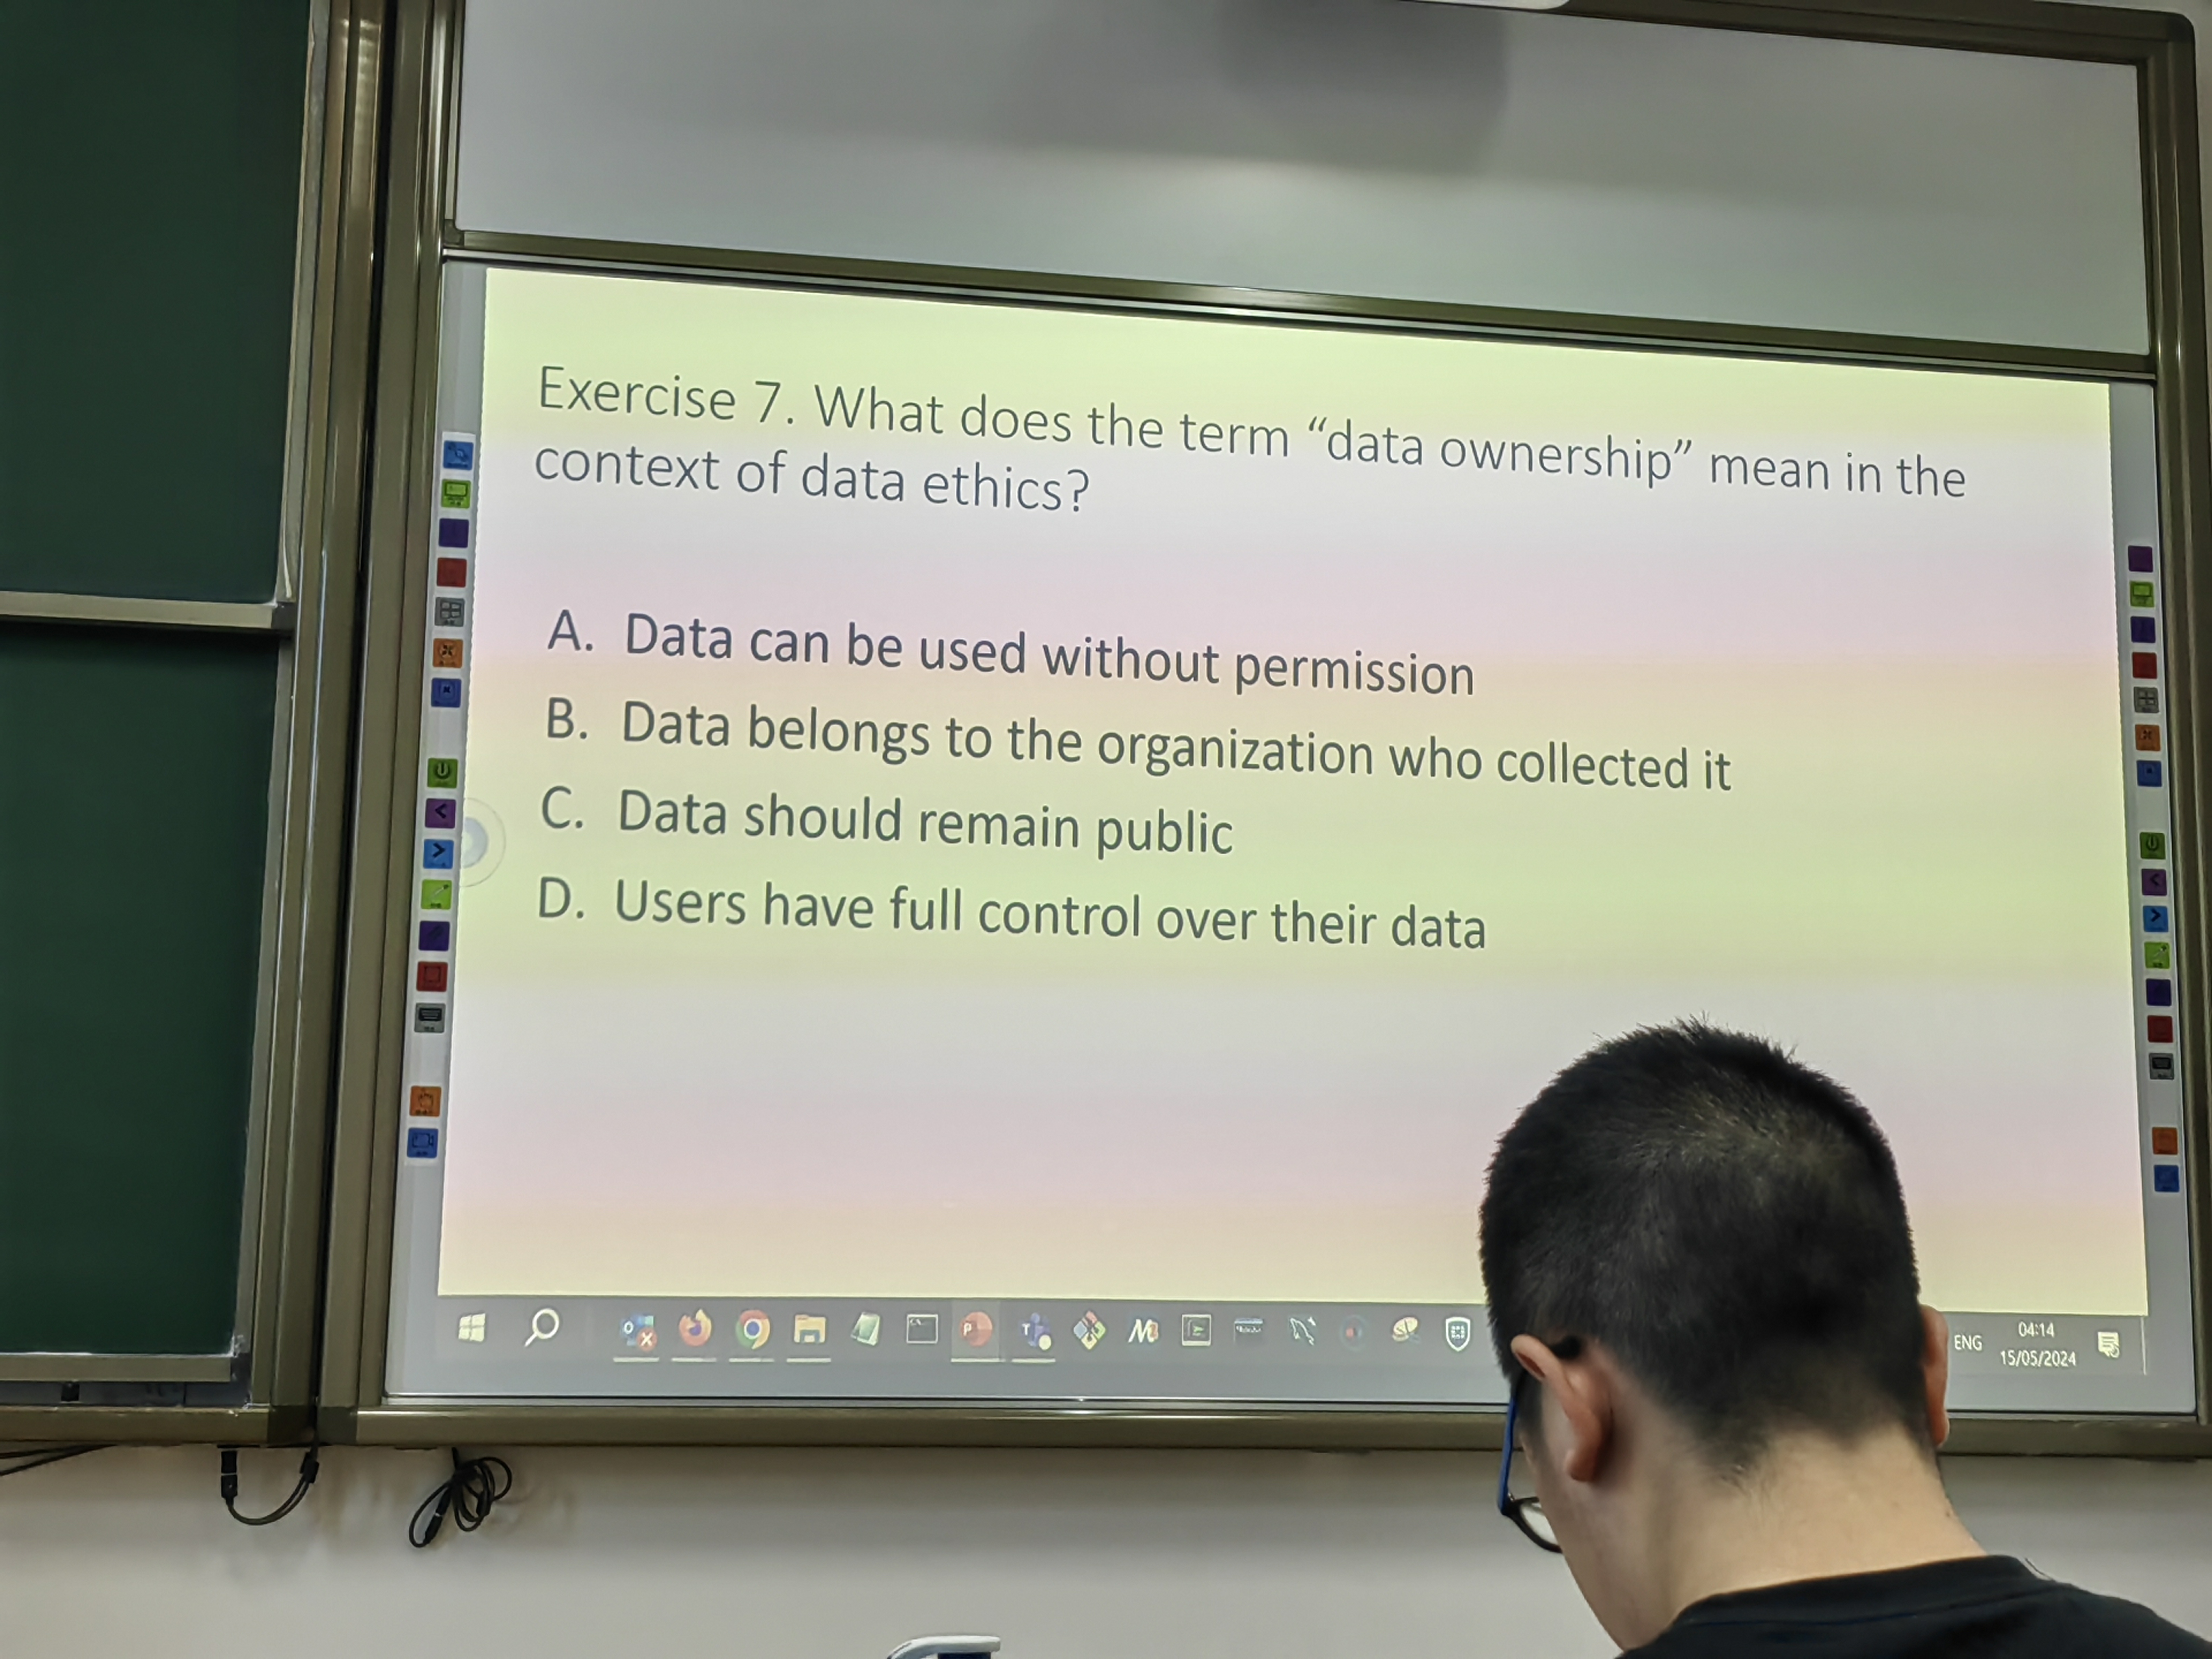 Exercise 7. What does the term “data ownership” mean in the
context of data ethics?
A. Data can be used without permission
B. Data belongs to the organization who collected it
C. Data should remain public
D. Users have full control over their data
ENG
04:14
15/05/2024